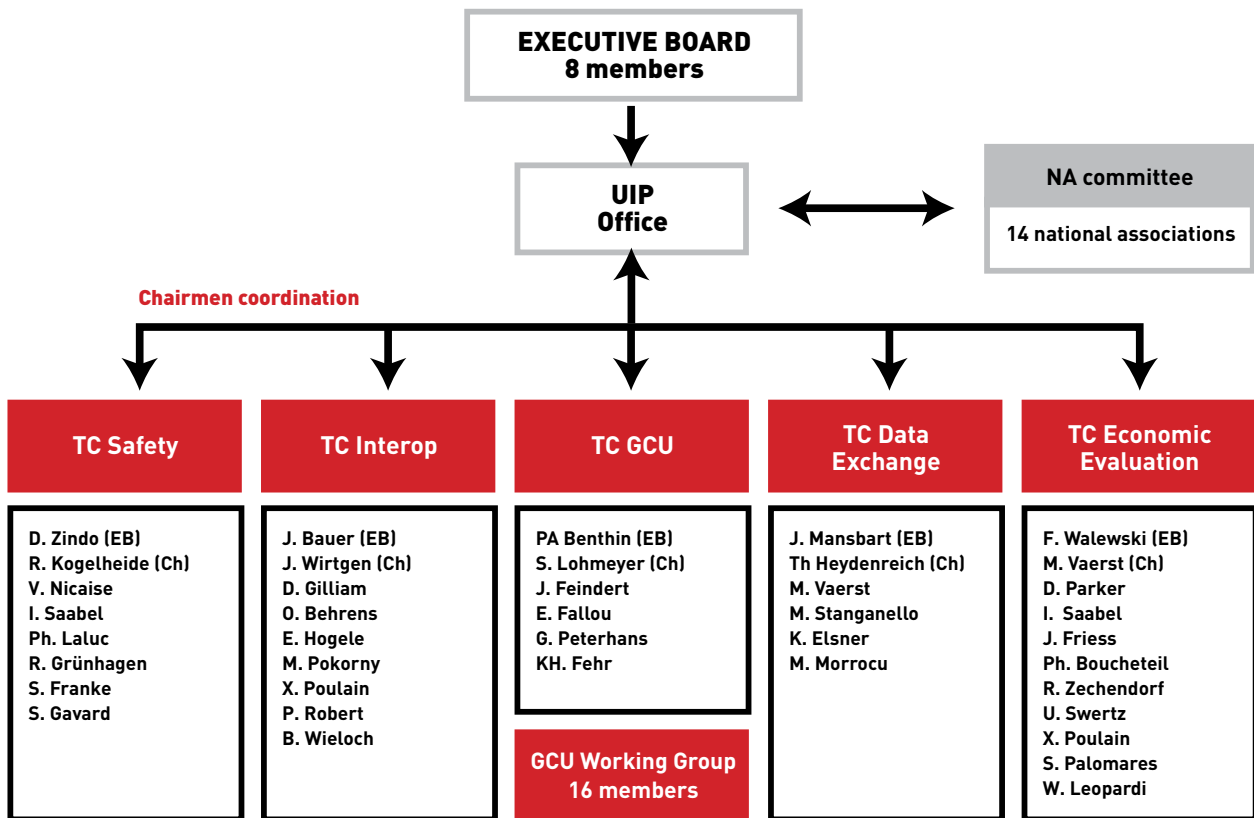 EXECUTIVE BOARD
8 members
UIP
Office
NA committee
14 national associations
Chairmen coordination
TC Safety
D. Zindo (EB)
R. Kogelheide (Ch)
V. Nicaise
I. Saabel
Ph. Laluc
R. Grünhagen
S. Franke
S. Gavard
TC Interop
J. Bauer (EB)
J. Wirtgen (Ch)
D. Gilliam
O. Behrens
E. Hogele
M. Pokorny
X. Poulain
P. Robert
B. Wieloch
TC GCU
PA Benthin (EB)
S. Lohmeyer (Ch)
J. Feindert
E. Fallou
G. Peterhans
KH. Fehr
GCU Working Group
16 members
TC Data
Exchange
J. Mansbart (EB)
Th Heydenreich (Ch)
M. Vaerst
M. Stanganello
K. Elsner
M. Morrocu
TC Economic
Evaluation
F. Walewski (EB)
M. Vaerst (Ch)
D. Parker
I. Saabel
J. Friess
Ph. Boucheteil
R. Zechendorf
U. Swertz
X. Poulain
S. Palomares
W. Leopardi